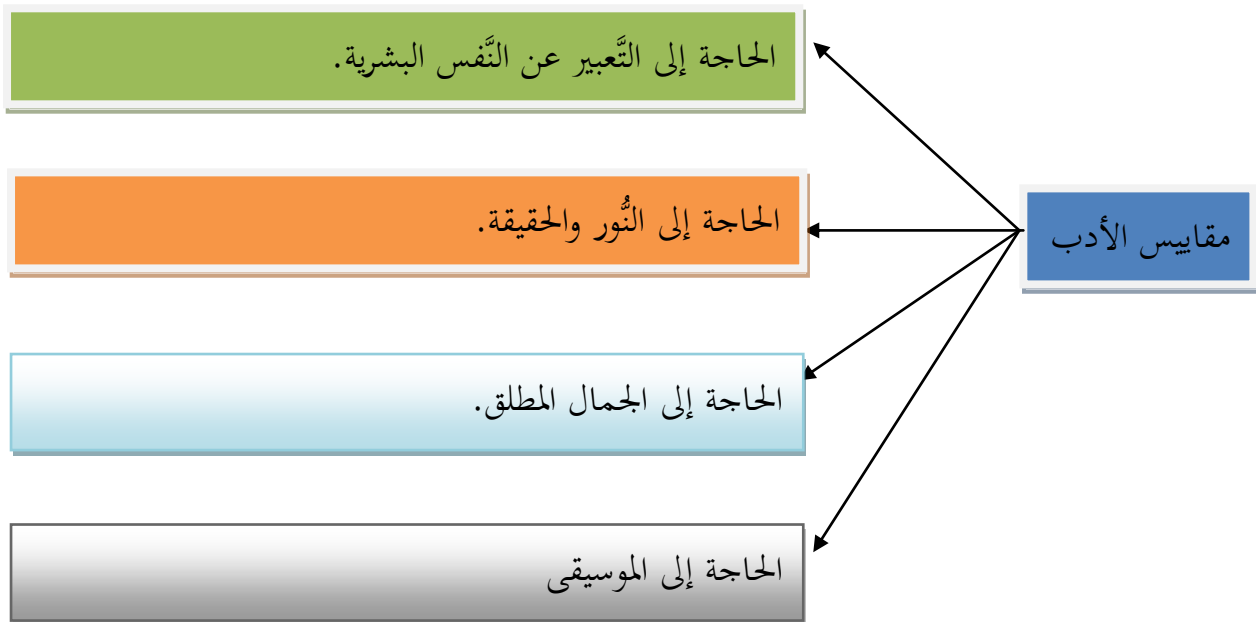 مقاييس الأدب
الحاجة إلى التَّعبير عن النَّفس البشرية.
الحاجة إلى النُّور والحقيقة.
الحاجة إلى الجمال المطلق.
الحاجة إلى الموسيقى